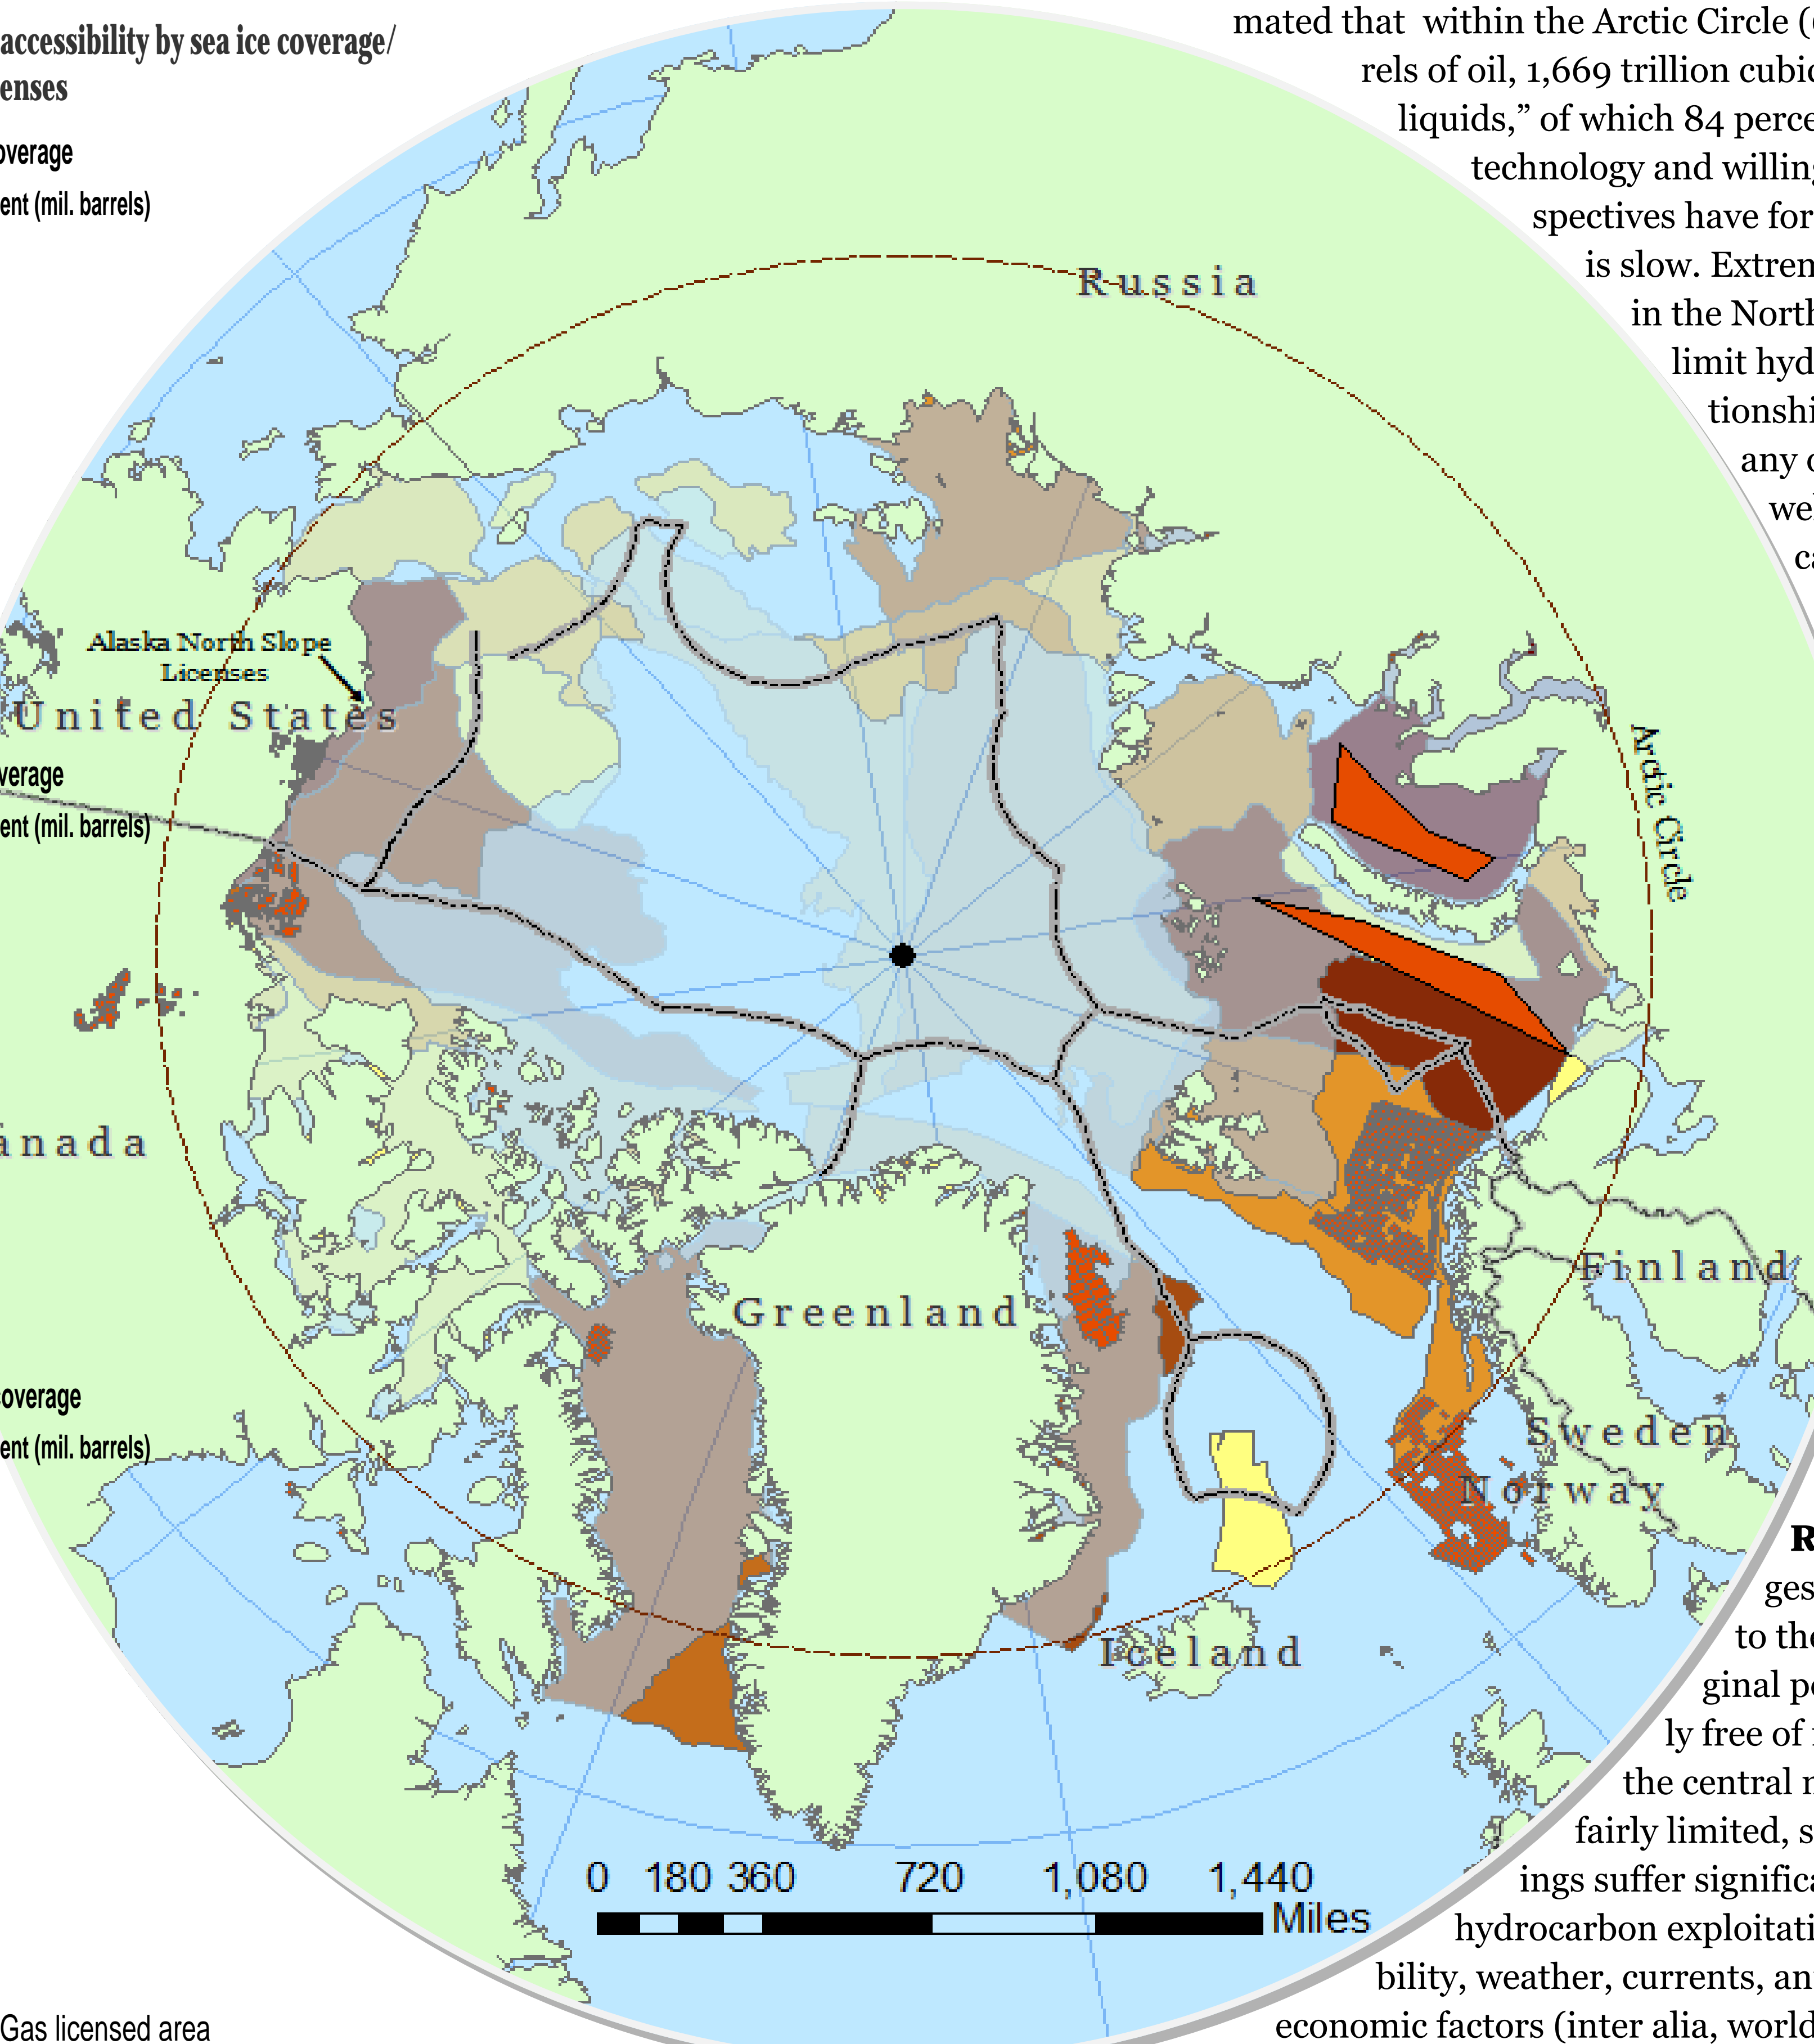 accessibility by sea ice coverage/
enses
overage
ent (mil. barrels)
verage
ent (mil. barrels)
overage
ent (mil. barrels)
Gas licensed area
Russia
Alaska North Slope
Licenses
United States
anada
Arctic Circle
Greenland
Finland
Sweden
Norway
Iceland
0 180 360 720 1,080 1,440
Miles
mated that within the Arctic Circle (
rels of oil, 1,669 trillion cubic
liquids,” of which 84 perce
technology and willing
spectives have for
is slow. Extrem
in the North
limit hyd
tionshi
any o
we
ca
R
ges
to the
ginal p
ly free of
the central
fairly limited, s
ings suffer significa
hydrocarbon exploitati
bility, weather, currents, an
economic factors (inter alia, world